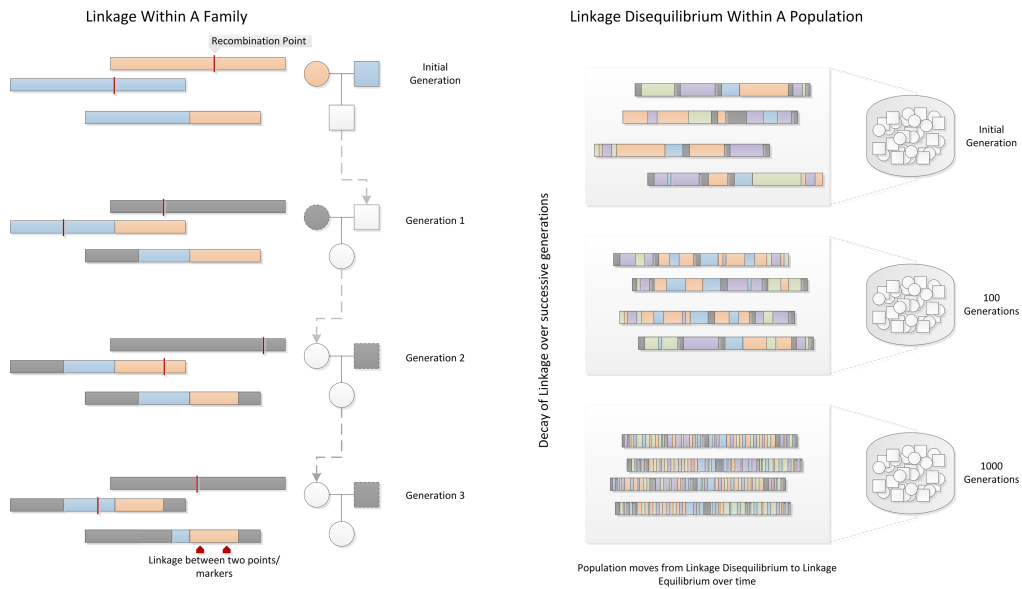 Linkage Within A Family
Recombination Point
Initial
Generation
Generation 1
Generation 2
Generation 3
Linkage between two points/
markers
Linkage Disequilibrium Within A Population
Decay of Linkage over successive generations
Initial
Generation
100
Generations
1000
Generations
Population moves from Linkage Disequilibrium to Linkage
Equilibrium over time